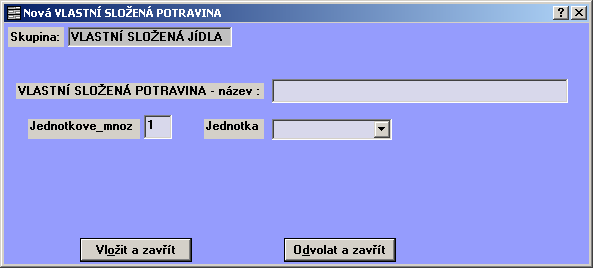 Nová VLASTNÍ SLOŽENÁ POTRAVINA
Skupina: VLASTNÍ SLOŽENÁ JÍDLA
VLASTNÍ SLOŽENÁ POTRAVINA - název :
Jednotkove_mnoz 1 Jednotka
Vložit a zavřít Odvolat a zavřít